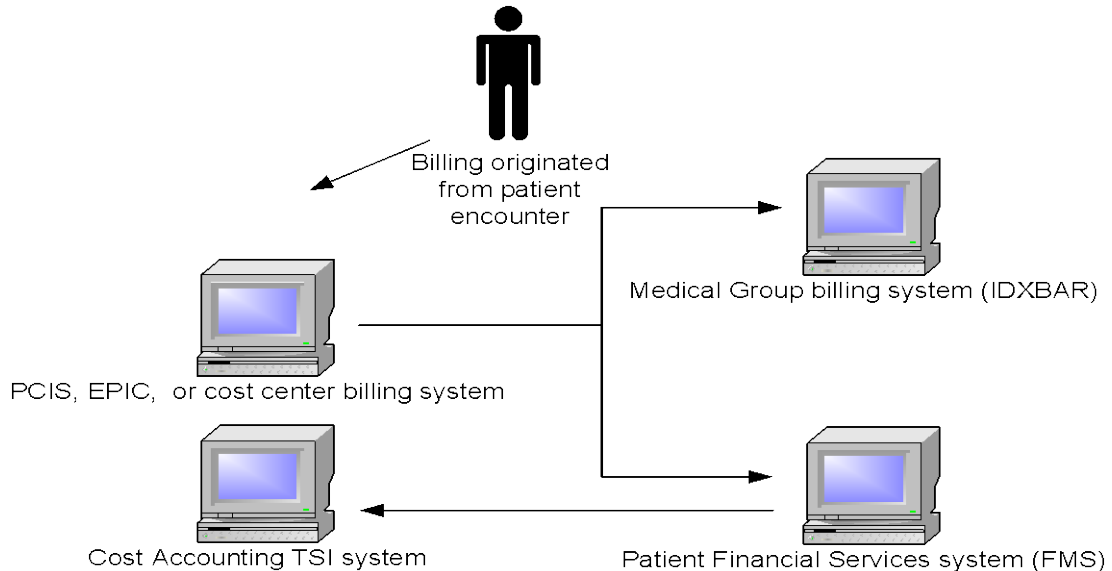 Billing originated
from patient
encounter
Medical Group billing system (IDXBAR)
PCIS, EPIC, or cost center billing system
Cost Accounting TSI system
Patient Financial Services system (FMS)